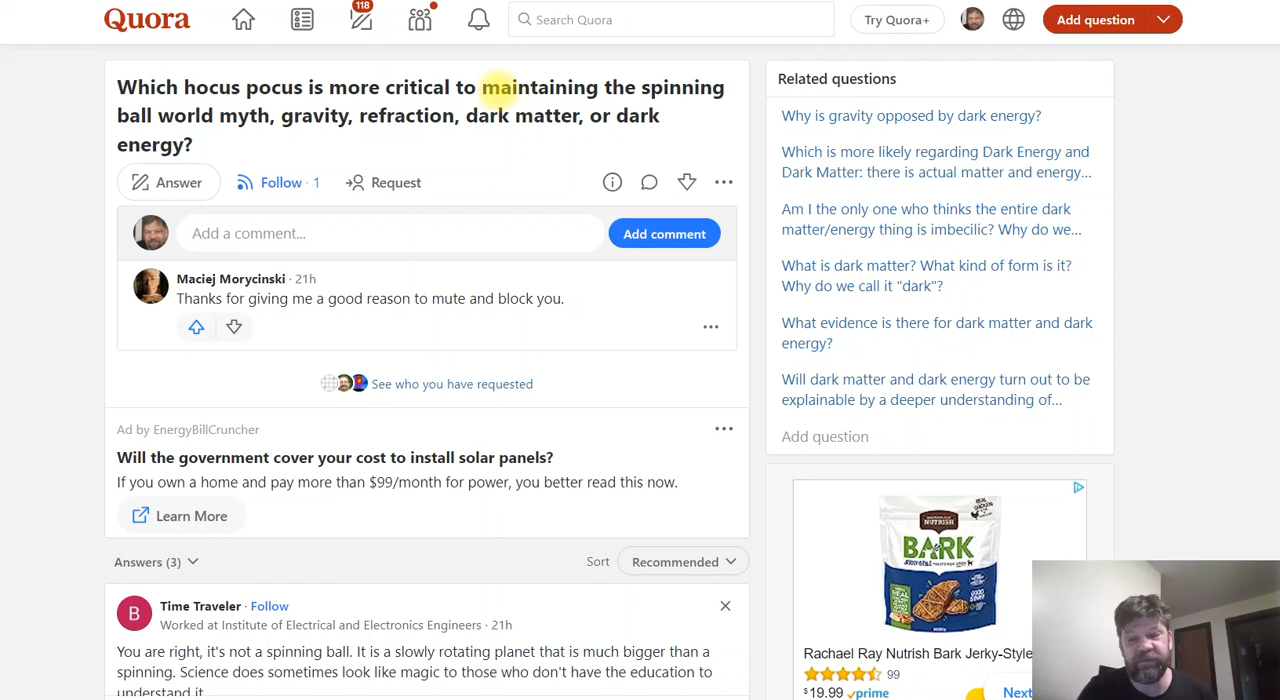 Quora
118
Search Quora
Try Quora+
Add question
Which hocus pocus is more critical to maintaining the spinning
ball world myth, gravity, refraction, dark matter, or dark
energy?
Answer
Follow · 1
Request
Add a comment...
Add comment
Maciej Morycinski · 21h
Thanks for giving me a good reason to mute and block you.
See who you have requested
Ad by EnergyBillCruncher
Will the government cover your cost to install solar panels?
If you own a home and pay more than $99/month for power, you better read this now.
Learn More
Answers (3)
Sort
Recommended
B
Time Traveler · Follow
Worked at Institute of Electrical and Electronics Engineers · 21h
You are right, it's not a spinning ball. It is a slowly rotating planet that is much bigger than a
spinning. Science does sometimes look like magic to those who don't have the education to
understand it
Related questions
Why is gravity opposed by dark energy?
Which is more likely regarding Dark Energy and
Dark Matter: there is actual matter and energy...
Am I the only one who thinks the entire dark
matter/energy thing is imbecilic? Why do we...
What is dark matter? What kind of form is it?
Why do we call it "dark"?
What evidence is there for dark matter and dark
energy?
Will dark matter and dark energy turn out to be
explainable by a deeper understanding of...
Add question
RACHAEL RAY
NUTRISH
BARK
Rachael Ray Nutrish Bark Jerky-Style
99
$19.99 prime
Next